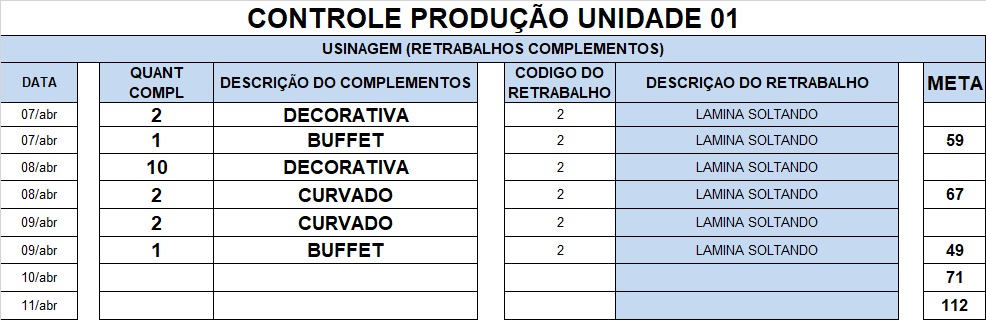 CONTROLE PRODUÇÃO UNIDADE 01
USINAGEM (RETRABALHOS COMPLEMENTOS)
DATA QUANT COMPL DESCRIÇÃO DO COMPLEMENTOS CODIGO DO RETRABALHO DESCRIÇAO DO RETRABALHO META
07/abr 2 DECORATIVA 2 LAMINA SOLTANDO
07/abr 1 BUFFET 2 LAMINA SOLTANDO 59
08/abr 10 DECORATIVA 2 LAMINA SOLTANDO
08/abr 2 CURVADO 2 LAMINA SOLTANDO 67
09/abr 2 CURVADO 2 LAMINA SOLTANDO
09/abr 1 BUFFET 2 LAMINA SOLTANDO 49
10/abr 71
11/abr 112